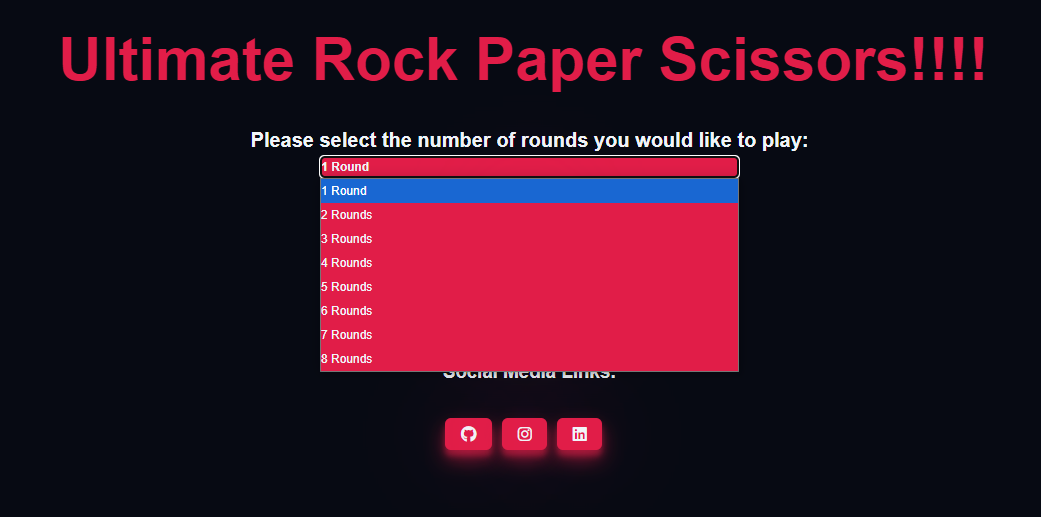 Ultimate Rock Paper Scissors!!!!
Please select the number of rounds you would like to play:
1 Round
1 Round
2 Rounds
3 Rounds
4 Rounds
5 Rounds
6 Rounds
7 Rounds
8 Rounds
Social Media Links:
in